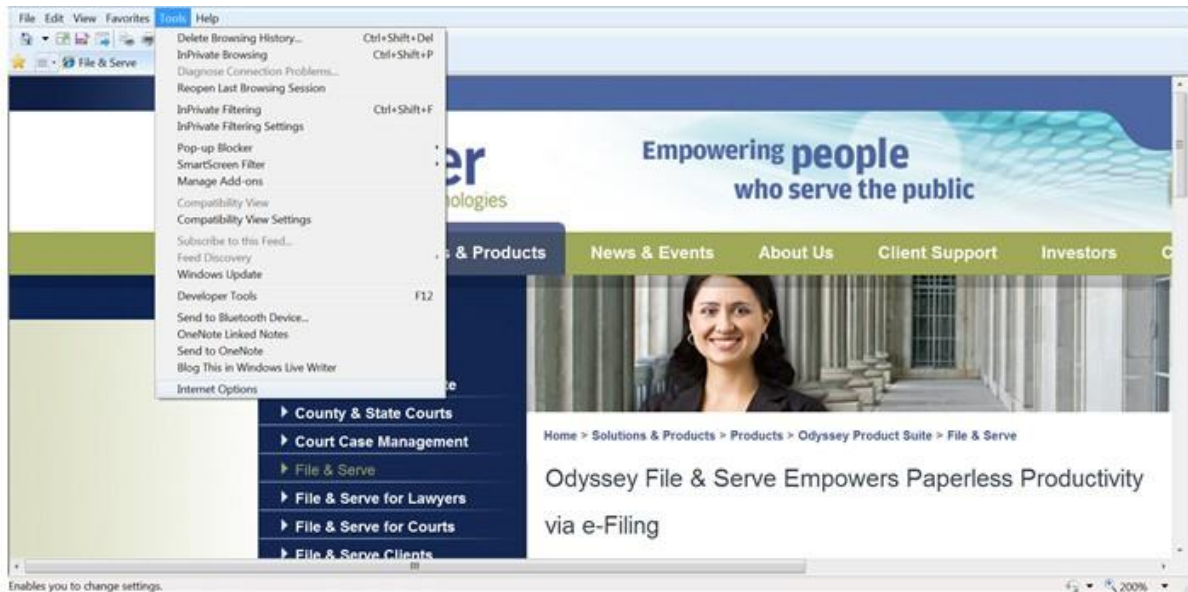 File Edit View Favorites Tools Help
File & Serve
Delete Browsing History... Ctrl+Shift+Del
InPrivate Browsing Ctrl+Shift+P
Diagnose Connection Problems...
Reopen Last Browsing Session
InPrivate Filtering Ctrl+Shift+F
InPrivate Filtering Settings
Pop-up Blocker
SmartScreen Filter
Manage Add-ons
Compatibility View
Compatibility View Settings
Subscribe to this Feed...
Feed Discovery
Windows Update
Developer Tools F12
Send to Bluetooth Device...
OneNote Linked Notes
Send to OneNote
Blog This in Windows Live Writer
Internet Options
er
nologies
Empowering people
who serve the public
& Products News & Events About Us Client Support Investors C
County & State Courts
Court Case Management
File & Serve
File & Serve for Lawyers
File & Serve for Courts
File & Serve Clients
Home > Solutions & Products > Products > Odyssey Product Suite > File & Serve
Odyssey File & Serve Empowers Paperless Productivity
via e-Filing
Enables you to change settings.
200%